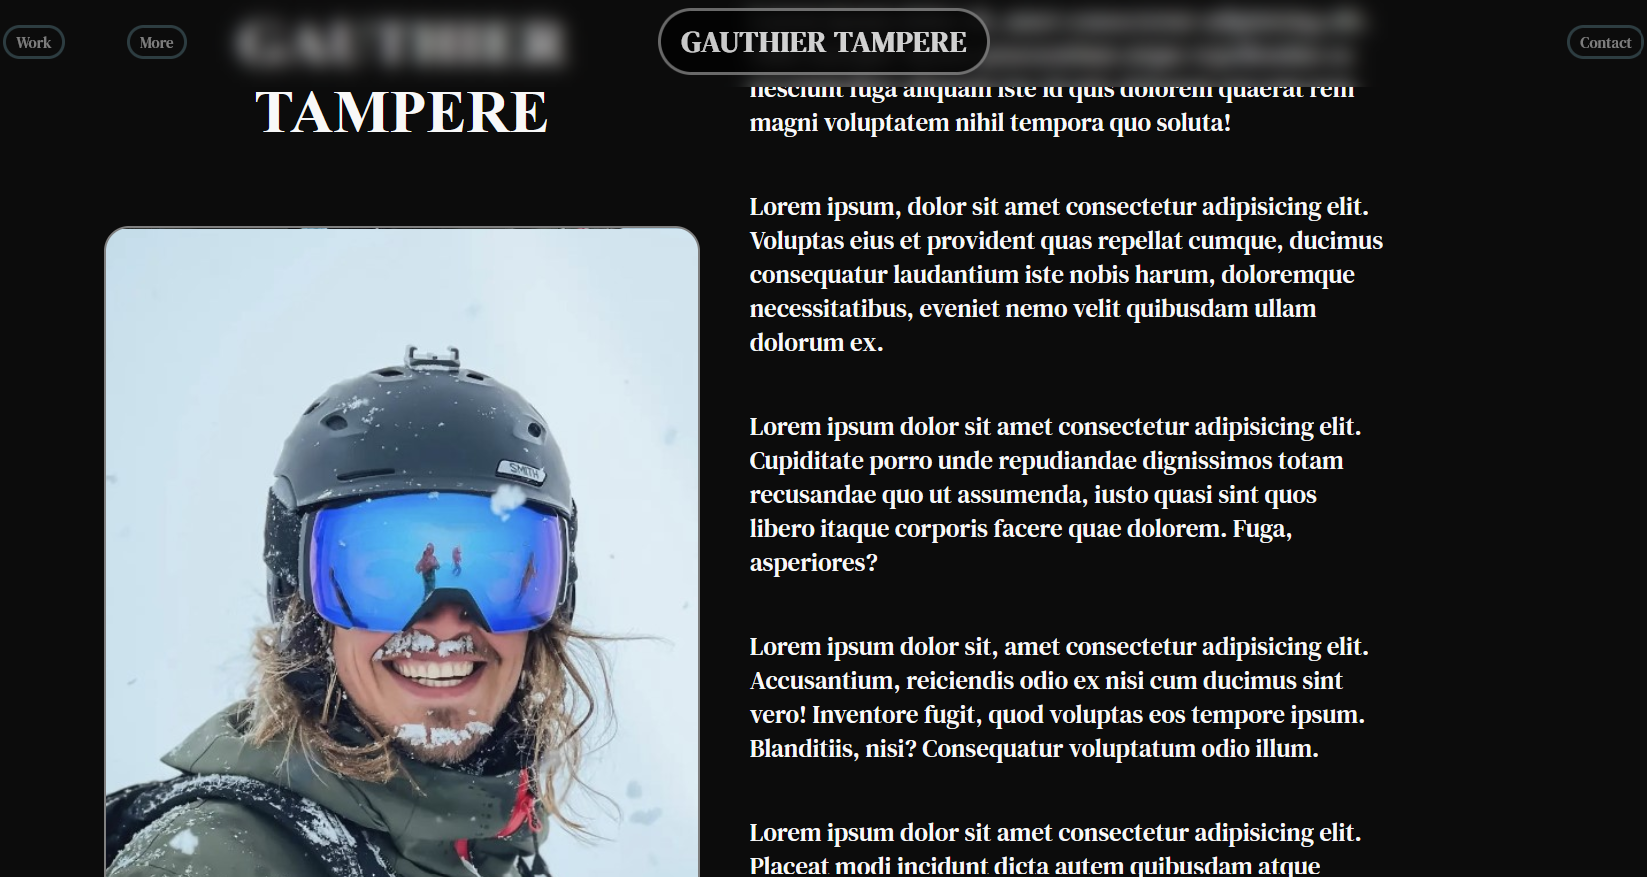 Work
More
GAUTHIER TAMPERE
Contact
GAUTHIER
TAMPERE
SMITH
nesciunt fuga aliquam iste id quis dolorem quaerat rem
magni voluptatem nihil tempora quo soluta!
Lorem ipsum, dolor sit amet consectetur adipisicing elit.
Voluptas eius et provident quas repellat cumque, ducimus
consequatur laudantium iste nobis harum, doloremque
necessitatibus, eveniet nemo velit quibusdam ullam
dolorum ex.
Lorem ipsum dolor sit amet consectetur adipisicing elit.
Cupiditate porro unde repudiandae dignissimos totam
recusandae quo ut assumenda, iusto quasi sint quos
libero itaque corporis facere quae dolorem. Fuga,
asperiores?
Lorem ipsum dolor sit, amet consectetur adipisicing elit.
Accusantium, reiciendis odio ex nisi cum ducimus sint
vero! Inventore fugit, quod voluptas eos tempore ipsum.
Blanditiis, nisi? Consequatur voluptatum odio illum.
Lorem ipsum dolor sit amet consectetur adipisicing elit.
Placeat modi incidunt dicta autem quibusdam atque